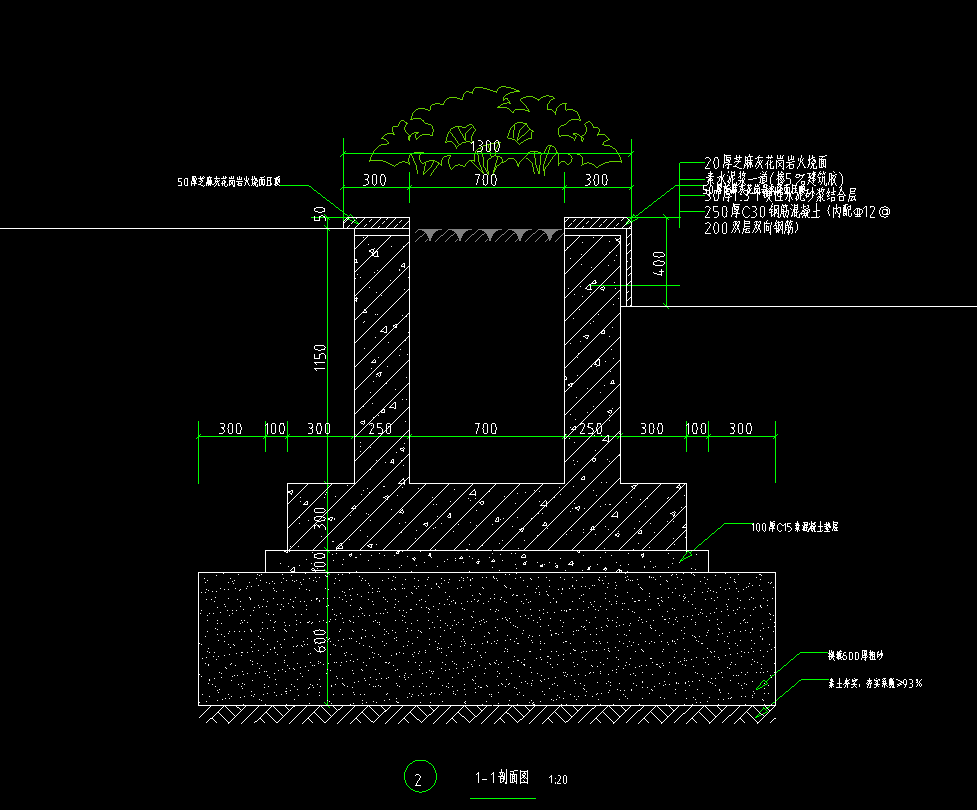 1300
300
700
300
50厚芝麻灰花岗岩火烧面压顶
20厚芝麻灰花岗岩火烧面
素水泥浆一道(掺5%建筑胶)
30厚1:3干硬性水泥砂浆结合层
250厚C30钢筋混凝土(内配Φ12@
200双层双向钢筋)
50
400
1150
300
100
300
250
700
250
300
100
300
300
100厚C15素混凝土垫层
100
600
换填600厚粗砂
素土夯实，夯实系数≥93%
2
1-1剖面图
1:20